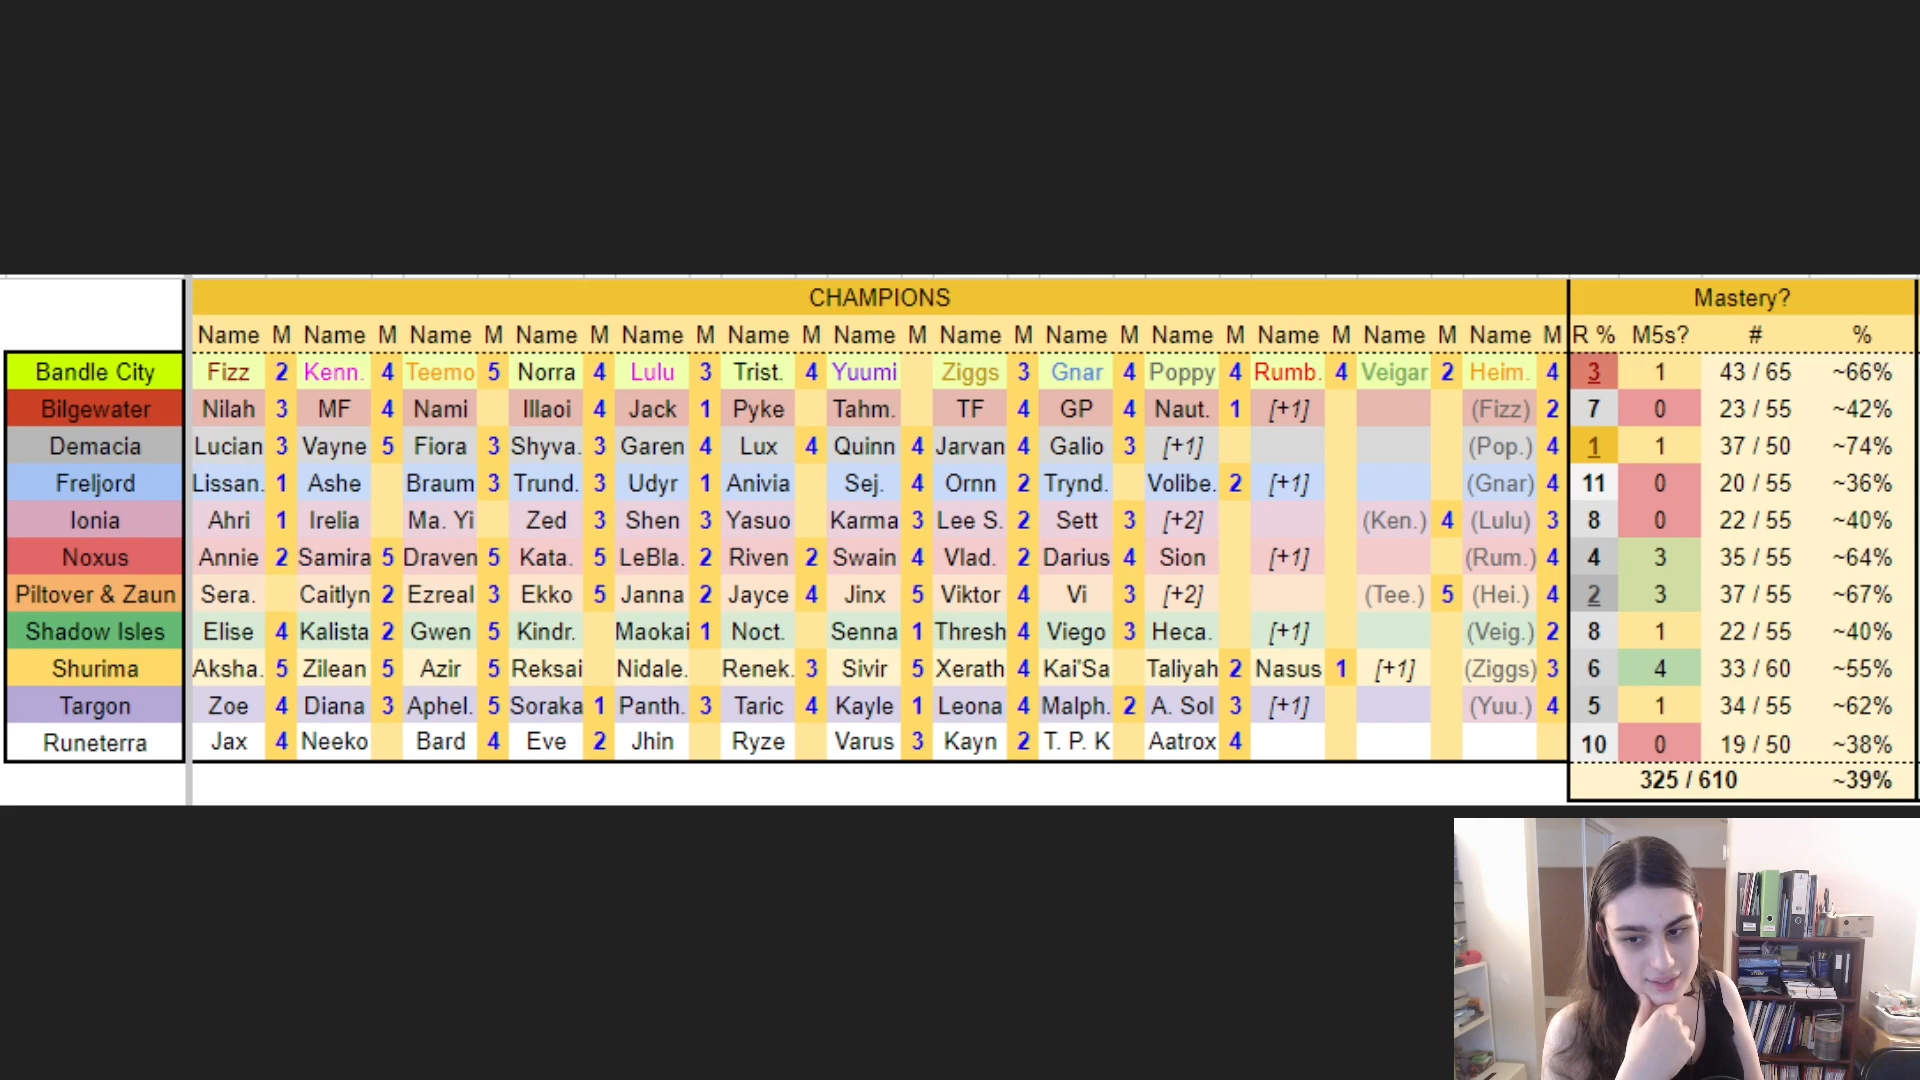 CHAMPIONS Mastery?
Name M Name M Name M Name M Name M Name M Name M Name M Name M Name M Name M Name M Name M R % M5s? # %
Bandle City Fizz 2 Kenn. 4 Teemo 5 Norra 4 Lulu 3 Trist. 4 Yuumi Ziggs 3 Gnar 4 Poppy 4 Rumb. 4 Veigar 2 Heim. 4 3 1 43 / 65 ~66%
Bilgewater Nilah 3 MF 4 Nami Illaoi 4 Jack 1 Pyke Tahm. TF 4 GP 4 Naut. 1 [+1] (Fizz) 2 7 0 23 / 55 ~42%
Demacia Lucian 3 Vayne 5 Fiora 3 Shyva. 3 Garen 4 Lux 4 Quinn 4 Jarvan 4 Galio 3 [+1] (Pop.) 4 1 1 37 / 50 ~74%
Freljord Lissan. 1 Ashe Braum 3 Trund. 3 Udyr 1 Anivia Sej. 4 Ornn 2 Trynd. Volibe. 2 [+1] (Gnar) 4 11 0 20 / 55 ~36%
Ionia Ahri 1 Irelia Ma. Yi Zed 3 Shen 3 Yasuo Karma 3 Lee S. 2 Sett 3 [+2] (Ken.) 4 (Lulu) 3 8 0 22 / 55 ~40%
Noxus Annie 2 Samira 5 Draven 5 Kata. 5 LeBla. 2 Riven 2 Swain 4 Vlad. 2 Darius 4 Sion [+1] (Rum.) 4 4 3 35 / 55 ~64%
Piltover & Zaun Sera. Caitlyn 2 Ezreal 3 Ekko 5 Janna 2 Jayce 4 Jinx 5 Viktor 4 Vi 3 [+2] (Tee.) 5 (Hei.) 4 2 3 37 / 55 ~67%
Shadow Isles Elise 4 Kalista 2 Gwen 5 Kindr. Maokai 1 Noct. Senna 1 Thresh 4 Viego 3 Heca. [+1] (Veig.) 2 8 1 22 / 55 ~40%
Shurima Aksha. 5 Zilean 5 Azir 5 Reksai Nidale. Renek. 3 Sivir 5 Xerath 4 Kai'Sa Taliyah 2 Nasus 1 [+1] (Ziggs) 3 6 4 33 / 60 ~55%
Targon Zoe 4 Diana 3 Aphel. 5 Soraka 1 Panth. 3 Taric 4 Kayle 1 Leona 4 Malph. 2 A. Sol 3 [+1] (Yuu.) 4 5 1 34 / 55 ~62%
Runeterra Jax 4 Neeko Bard 4 Eve 2 Jhin Ryze Varus 3 Kayn 2 T. P. K Aatrox 4 10 0 19 / 50 ~38%
325 / 610 ~39%